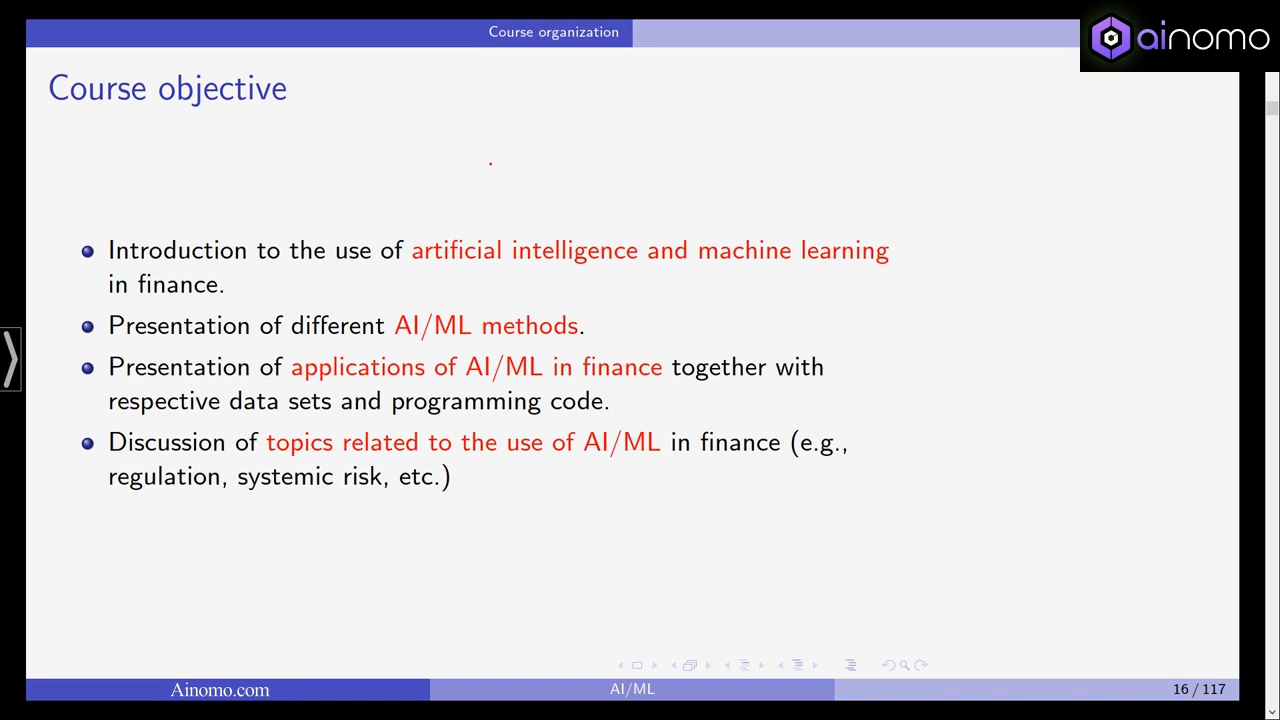 Course organization
ainomo
Course objective
Introduction to the use of artificial intelligence and machine learning
in finance.
Presentation of different AI/ML methods.
Presentation of applications of AI/ML in finance together with
respective data sets and programming code.
Discussion of topics related to the use of AI/ML in finance (e.g.,
regulation, systemic risk, etc.)
Ainomo.com
AI/ML
16 / 117